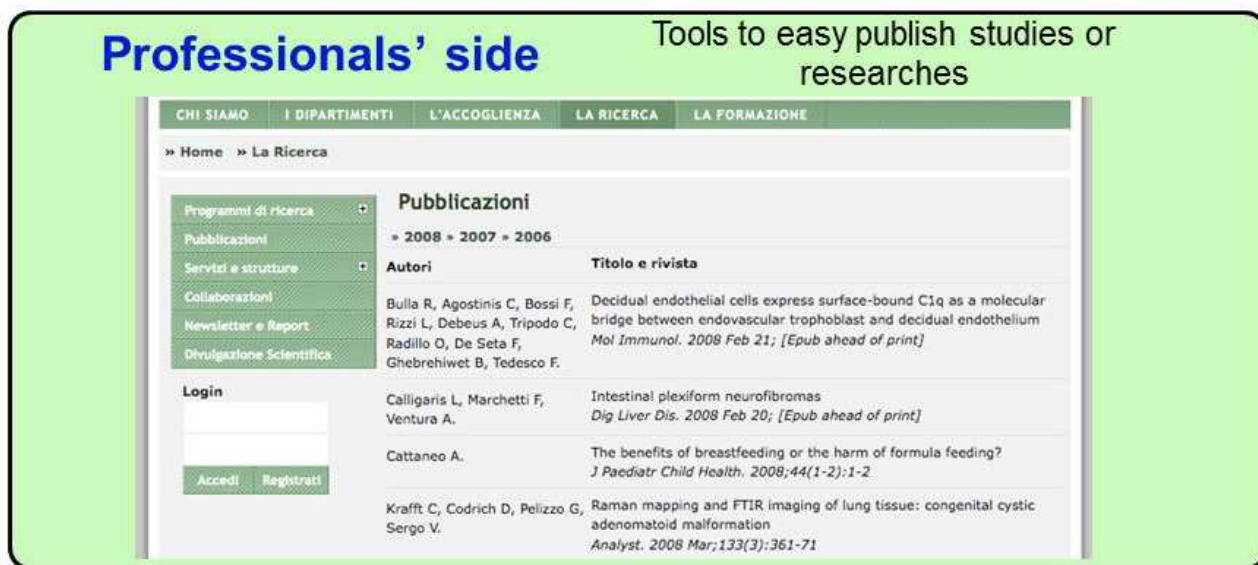 Professionals' side
Tools to easy publish studies or
researches
CHI SIAMO I DIPARTIMENTI L'ACCOGLIENZA LA RICERCA LA FORMAZIONE
» Home » La Ricerca
Programmi di ricerca
Pubblicazioni
Servizi e strutture
Collaborazioni
Newsletter e Report
Divulgazione Scientifica
Login
Accedi Registrati
Pubblicazioni
» 2008 » 2007 » 2006
Autori Titolo e rivista
Bulla R, Agostinis C, Bossi F,
Rizzi L, Debeus A, Tripodo C,
Radillo O, De Seta F,
Ghebrehiwet B, Tedesco F.
Decidual endothelial cells express surface-bound C1q as a molecular
bridge between endovascular trophoblast and decidual endothelium
Mol Immunol. 2008 Feb 21; [Epub ahead of print]
Calligaris L, Marchetti F,
Ventura A.
Intestinal plexiform neurofibromas
Dig Liver Dis. 2008 Feb 20; [Epub ahead of print]
Cattaneo A.
The benefits of breastfeeding or the harm of formula feeding?
J Paediatr Child Health. 2008;44(1-2):1-2
Krafft C, Codrich D, Pelizzo G,
Sergo V.
Raman mapping and FTIR imaging of lung tissue: congenital cystic
adenomatoid malformation
Analyst. 2008 Mar;133(3):361-71